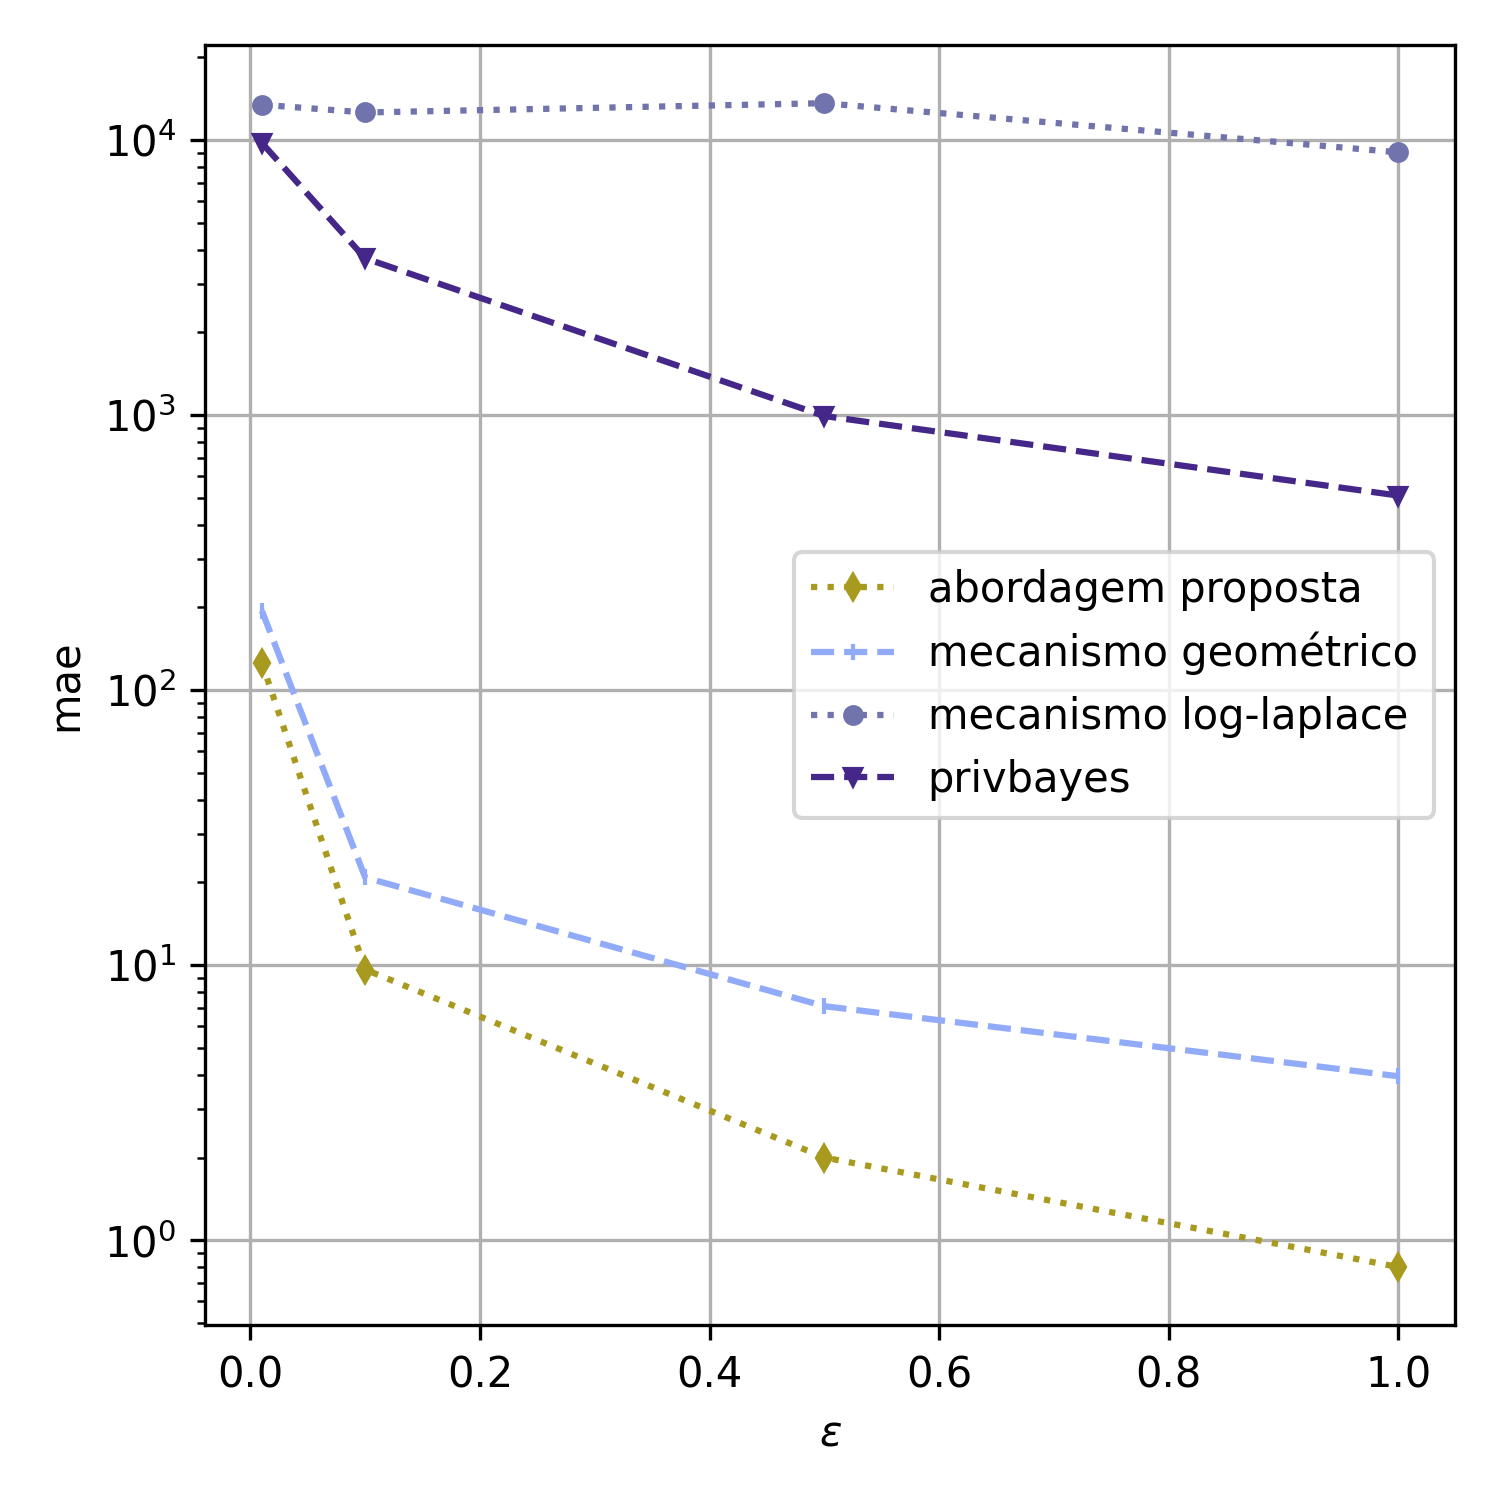 10⁴
10³
10²
10¹
10⁰
mae
abordagem proposta
mecanismo geométrico
mecanismo log-laplace
privbayes
0.0 0.2 0.4 0.6 0.8 1.0
ε